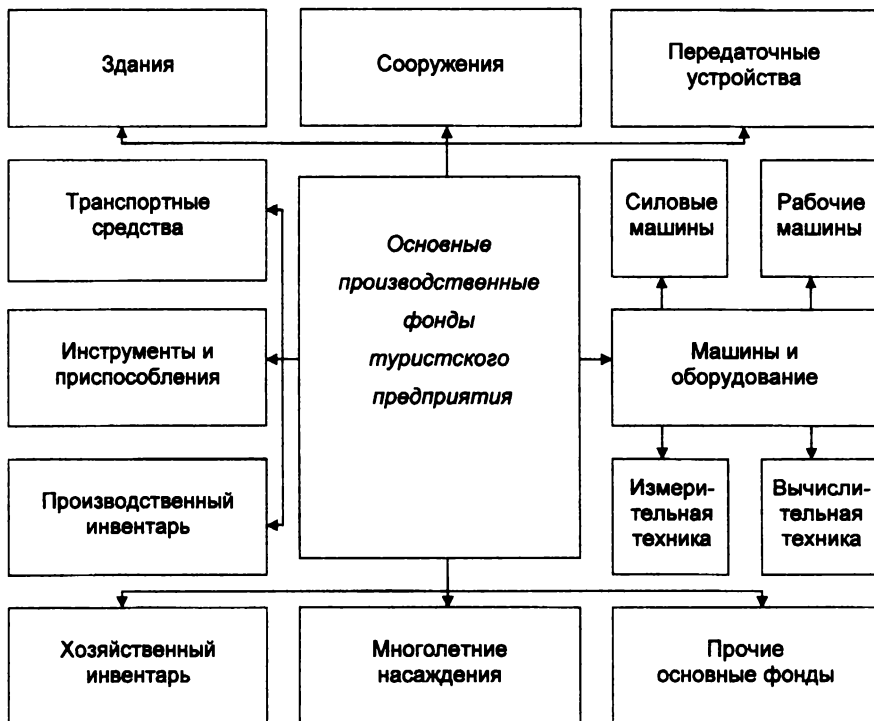 Здания
Сооружения
Передаточные
устройства
Транспортные
средства
Силовые
машины
Рабочие
машины
Основные
производственные
фонды
туристского
предприятия
Инструменты и
приспособления
Машины и
оборудование
Производственный
инвентарь
Измери-
тельная
техника
Вычисли-
тельная
техника
Хозяйственный
инвентарь
Многолетние
насаждения
Прочие
основные фонды